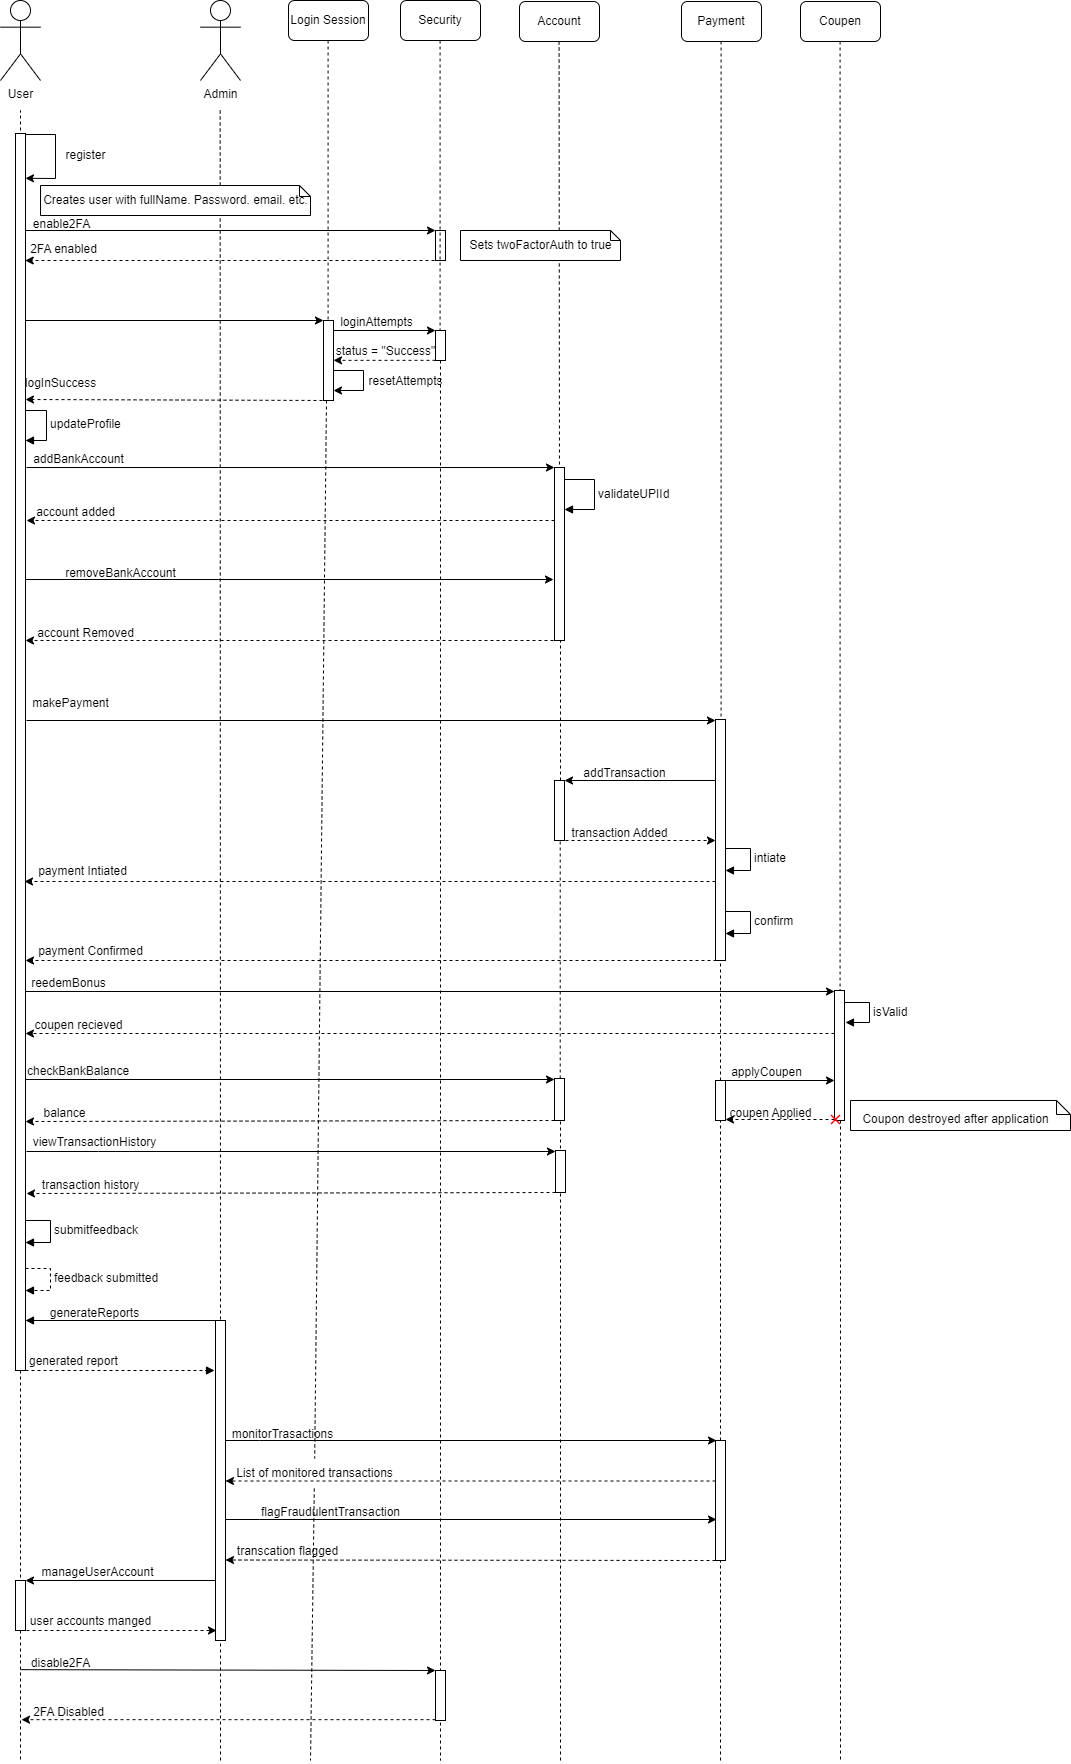 Login Session
Security
Account
Payment
Coupen
User
Admin
register
Creates user with fullName. Password. email. etc.
enable2FA
2FA enabled
Sets twoFactorAuth to true
loginAttempts
status = "Success"
resetAttempts
logInSuccess
updateProfile
addBankAccount
validateUPIId
account added
removeBankAccount
account Removed
makePayment
addTransaction
transaction Added
intiate
payment Intiated
confirm
payment Confirmed
reedemBonus
isValid
coupen recieved
checkBankBalance
applyCoupen
balance
coupen Applied
Coupon destroyed after application
viewTransactionHistory
transaction history
submitfeedback
feedback submitted
generateReports
generated report
monitorTrasactions
List of monitored transactions
flagFraudulentTransaction
transcation flagged
manageUserAccount
user accounts manged
disable2FA
2FA Disabled